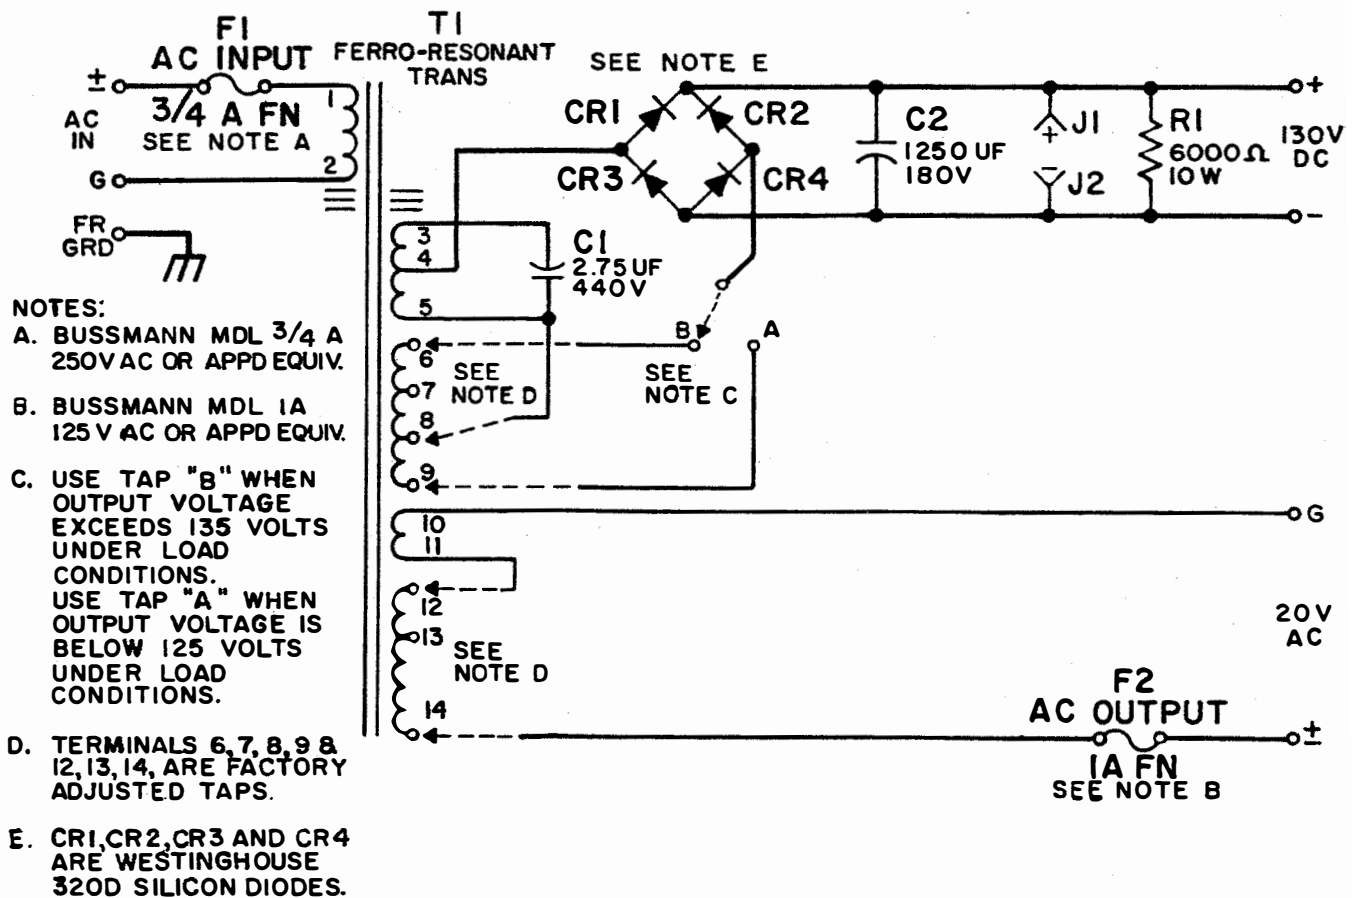 F1
AC INPUT
3/4 A FN
SEE NOTE A
±
AC
IN
G
FR
GRD
1
2
T1
FERRO-RESONANT
TRANS
SEE NOTE E
CR1
CR2
CR3
CR4
C2
1250 UF
180V
+
J1
−
J2
R1
6000Ω
10W
+
130V
DC
−
3
4
5
C1
2.75UF
440V
B
A
6
7
8
9
SEE
NOTE D
SEE
NOTE C
10
11
G
12
13
14
SEE
NOTE D
20V
AC
F2
AC OUTPUT
1A FN
SEE NOTE B
±
NOTES:
A. BUSSMANN MDL 3/4 A
250V AC OR APPD EQUIV.
B. BUSSMANN MDL 1A
125 V AC OR APPD EQUIV.
C. USE TAP "B" WHEN
OUTPUT VOLTAGE
EXCEEDS 135 VOLTS
UNDER LOAD
CONDITIONS.
USE TAP "A" WHEN
OUTPUT VOLTAGE IS
BELOW 125 VOLTS
UNDER LOAD
CONDITIONS.
D. TERMINALS 6,7,8,9 &
12,13,14, ARE FACTORY
ADJUSTED TAPS.
E. CR1,CR2,CR3 AND CR4
ARE WESTINGHOUSE
320D SILICON DIODES.